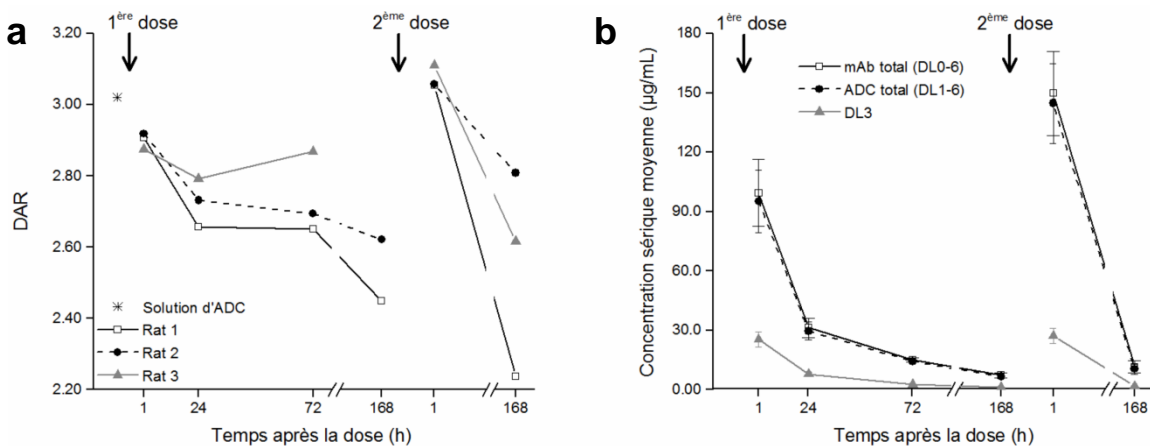 a
1ère dose
2ème dose
3.20
3.00
2.80
2.60
2.40
2.20
DAR
Solution d'ADC
Rat 1
Rat 2
Rat 3
1
24
72
168
1
168
Temps après la dose (h)
b
1ère dose
2ème dose
180
150
120
90.0
60.0
30.0
0.00
Concentration sérique moyenne (µg/mL)
mAb total (DL0-6)
ADC total (DL1-6)
DL3
1
24
72
168
1
168
Temps après la dose (h)